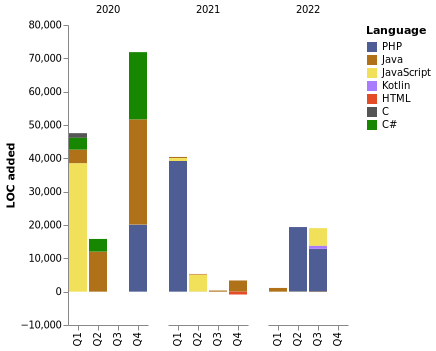 2020 2021 2022
80,000
70,000
60,000
50,000
40,000
30,000
20,000
10,000
0
−10,000
LOC added
Q1 Q2 Q3 Q4 Q1 Q2 Q3 Q4 Q1 Q2 Q3 Q4
Language
PHP
Java
JavaScript
Kotlin
HTML
C
C#